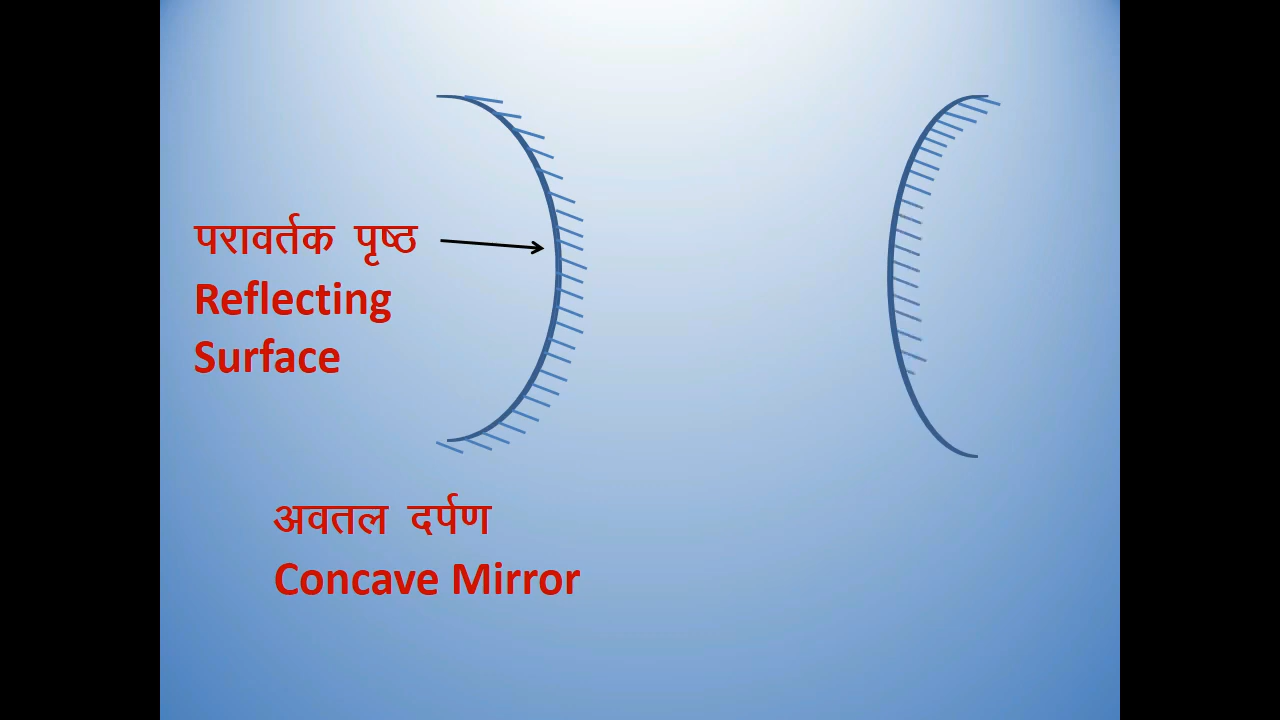 परावर्तक पृष्ठ
Reflecting
Surface
अवतल दर्पण
Concave Mirror